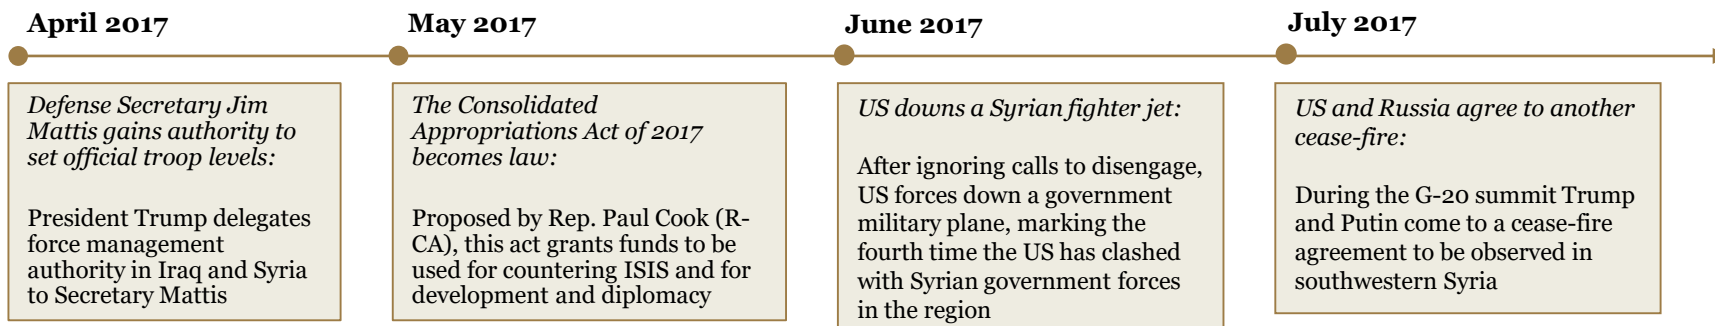 April 2017
May 2017
June 2017
July 2017
Defense Secretary Jim
Mattis gains authority to
set official troop levels:
President Trump delegates
force management
authority in Iraq and Syria
to Secretary Mattis
The Consolidated
Appropriations Act of 2017
becomes law:
Proposed by Rep. Paul Cook (R-
CA), this act grants funds to be
used for countering ISIS and for
development and diplomacy
US downs a Syrian fighter jet:
After ignoring calls to disengage,
US forces down a government
military plane, marking the
fourth time the US has clashed
with Syrian government forces
in the region
US and Russia agree to another
cease-fire:
During the G-20 summit Trump
and Putin come to a cease-fire
agreement to be observed in
southwestern Syria